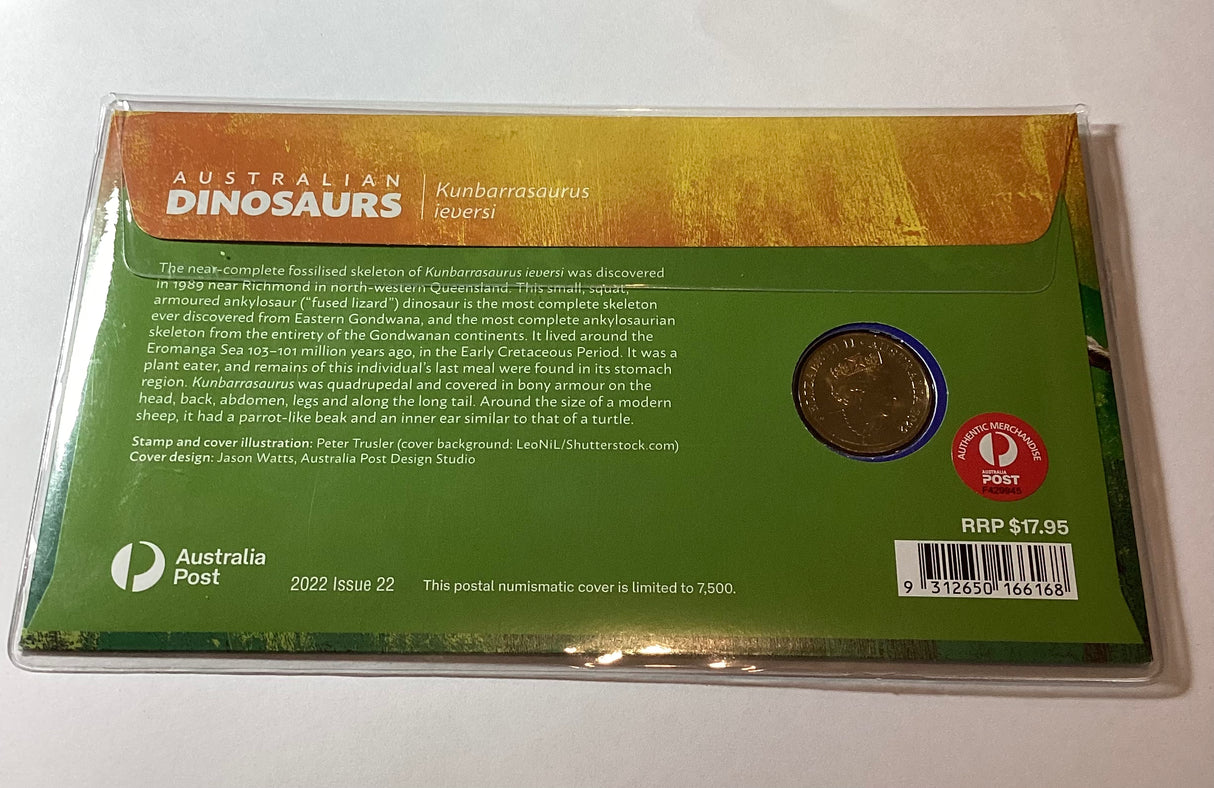 AUSTRALIAN
DINOSAURS
Kunbarrasaurus
ieversi
The near-complete fossilised skeleton of Kunbarrasaurus ieversi was discovered
in 1989 near Richmond in north-western Queensland. This small, squat,
armoured ankylosaur (“fused lizard”) dinosaur is the most complete skeleton
ever discovered from Eastern Gondwana, and the most complete ankylosaurian
skeleton from the entirety of the Gondwanan continents. It lived around the
Eromanga Sea 103–101 million years ago, in the Early Cretaceous Period. It was a
plant eater, and remains of this individual’s last meal were found in its stomach
region. Kunbarrasaurus was quadrupedal and covered in bony armour on the
head, back, abdomen, legs and along the long tail. Around the size of a modern
sheep, it had a parrot-like beak and an inner ear similar to that of a turtle.
Stamp and cover illustration: Peter Trusler (cover background: LeoNiL/Shutterstock.com)
Cover design: Jason Watts, Australia Post Design Studio
ELIZABETH II
AUTHENTIC MERCHANDISE
AUSTRALIA
POST
RRP $17.95
9 312650 166168
Australia
Post
2022 Issue 22
This postal numismatic cover is limited to 7,500.